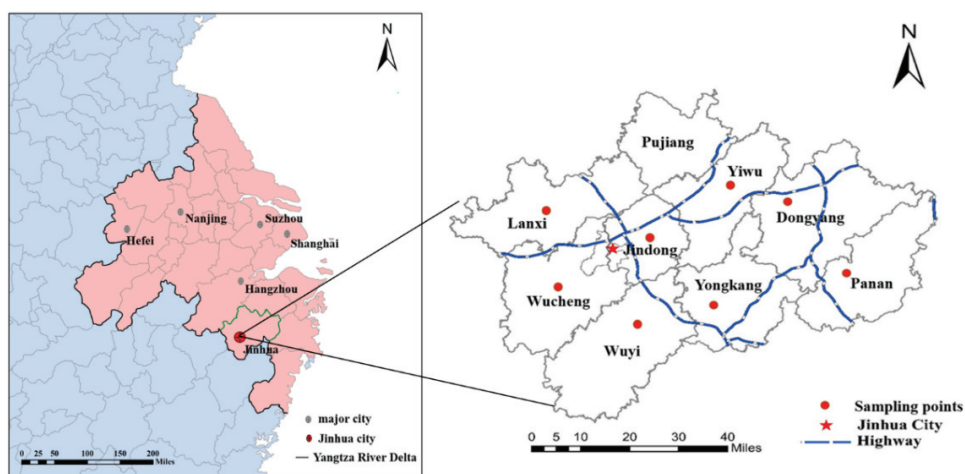 N
Nanjing
Suzhou
Hefei
Shanghai
Hangzhou
Jinhua
major city
Jinhua city
Yangtza River Delta
0 25 50 100 150 200
Miles
N
Pujiang
Yiwu
Lanxi
Dongyang
Jindong
Panan
Yongkang
Wucheng
Wuyi
Sampling points
Jinhua City
Highway
0 5 10 20 30 40
Miles